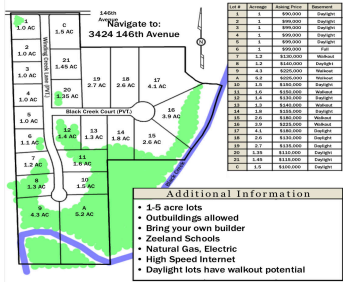 146th
Avenue
Navigate to:
3424 146th Avenue
N
1
1.0 AC
C
1.5 AC
2
1.0 AC
3
1.0 AC
4
1.0 AC
5
1.0 AC
6
1.1 AC
7
1.2 AC
8
1.3 AC
9
4.3 AC
A
5.2 AC
10
1.5 AC
11
1.6 AC
12
1.4 AC
13
1.3 AC
14
1.8 AC
15
2.6 AC
16
3.9 AC
17
4.1 AC
18
2.6 AC
19
2.7 AC
20
1.35 AC
21
1.45 AC
Black Creek Court (PVT)
Black Creek
Lot # Acreage Asking Price Basement
1 1 $90,000 Daylight
2 1 $99,000 Daylight
3 1 $99,000 Daylight
4 1 $99,000 Daylight
5 1 $99,000 Daylight
6 1 $99,000 Full
7 1.2 $130,000 Walkout
8 1.2 $140,000 Daylight
9 4.3 $225,000 Walkout
A 5.2 $225,000 Walkout
10 1.5 $150,000 Daylight
11 1.6 $150,000 Walkout
12 1.4 $130,000 Daylight
13 1.3 $140,000 Walkout
14 1.8 $155,000 Daylight
15 2.6 $180,000 Walkout
16 3.9 $225,000 Walkout
17 4.1 $180,000 Daylight
18 2.6 $130,000 Daylight
19 2.7 $135,000 Daylight
20 1.35 $110,000 Daylight
21 1.45 $115,000 Daylight
C 1.5 $100,000 Daylight
Additional Information
• 1-5 acre lots
• Outbuildings allowed
• Bring your own builder
• Zeeland Schools
• Natural Gas, Electric
• High Speed Internet
• Daylight lots have walkout potential